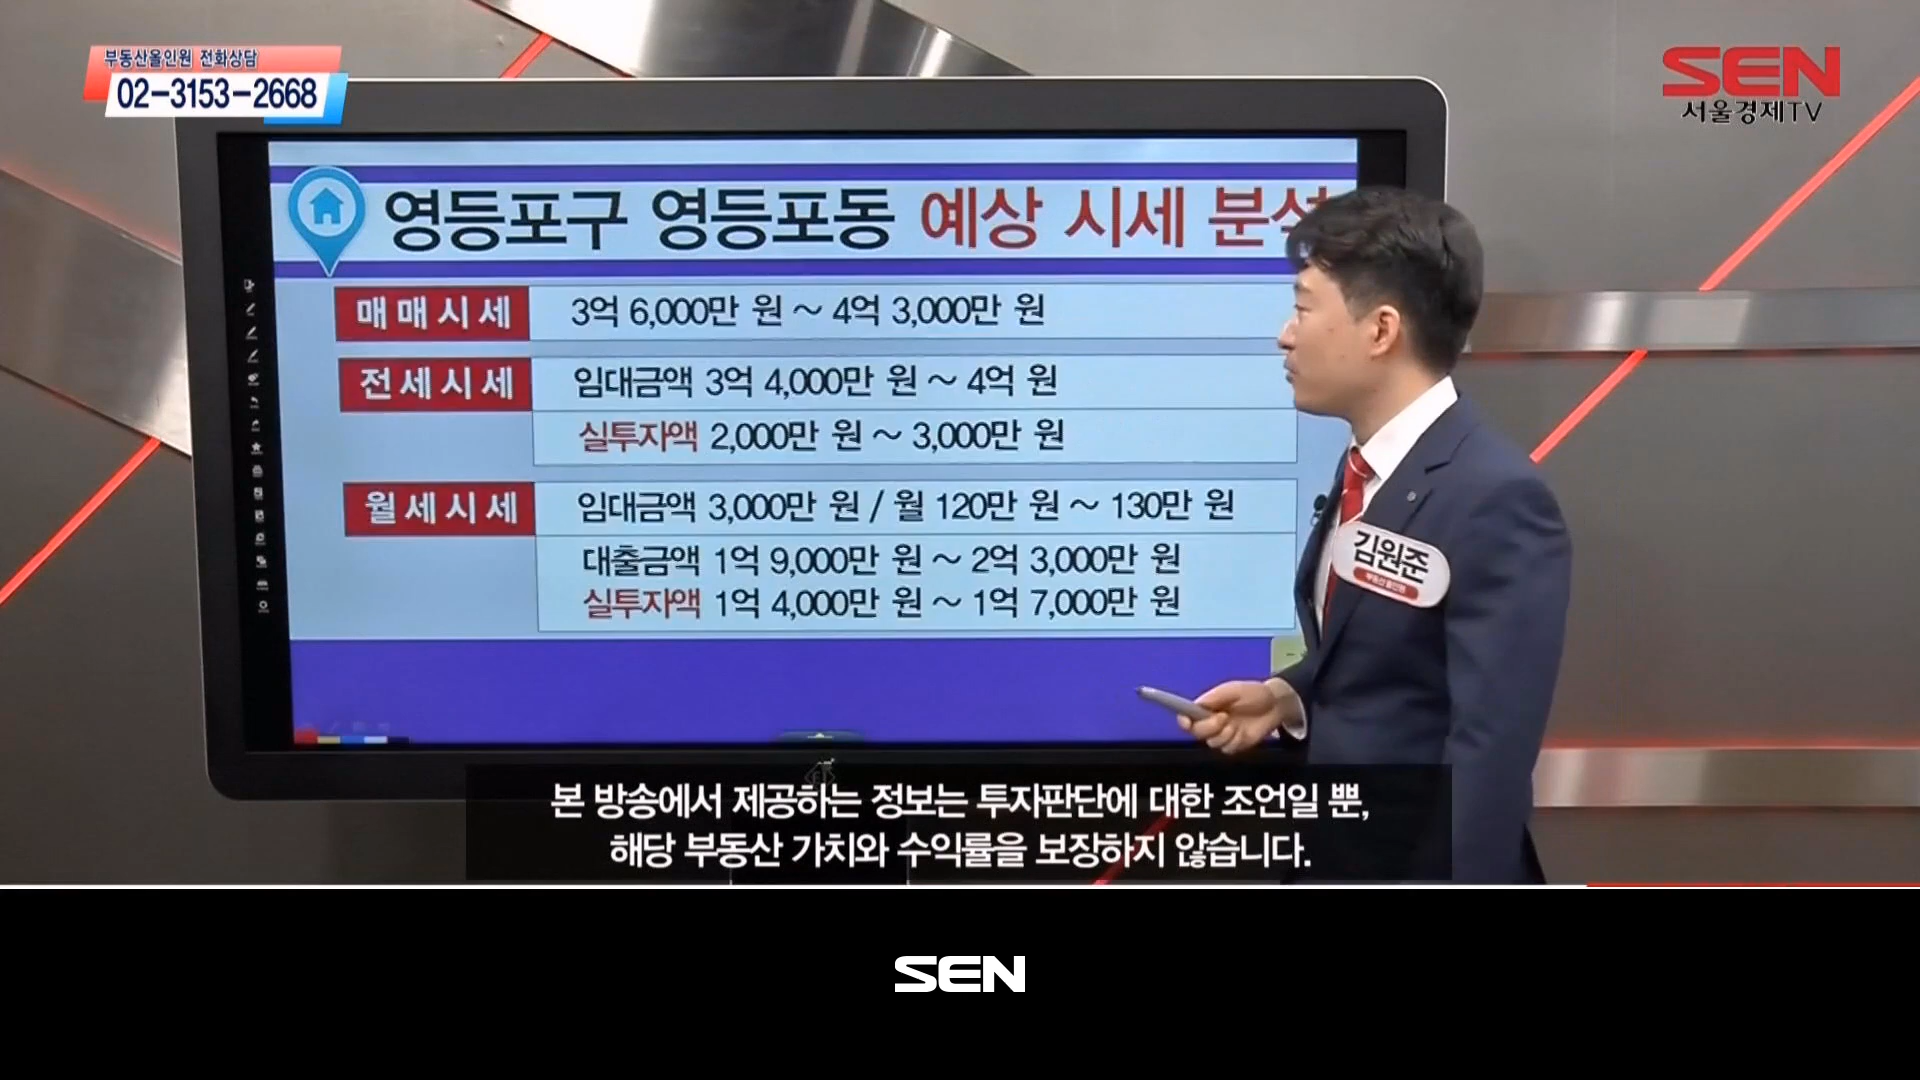 부동산올인원 전화상담
02-3153-2668
SEN
서울경제TV
영등포구 영등포동 예상 시세 분석
매매시세 3억 6,000만 원 ~ 4억 3,000만 원
전세시세 임대금액 3억 4,000만 원 ~ 4억 원
실투자액 2,000만 원 ~ 3,000만 원
월세시세 임대금액 3,000만 원 / 월 120만 원 ~ 130만 원
대출금액 1억 9,000만 원 ~ 2억 3,000만 원
실투자액 1억 4,000만 원 ~ 1억 7,000만 원
김원준
부동산 올인원
본 방송에서 제공하는 정보는 투자판단에 대한 조언일 뿐,
해당 부동산 가치와 수익률을 보장하지 않습니다.
SEN